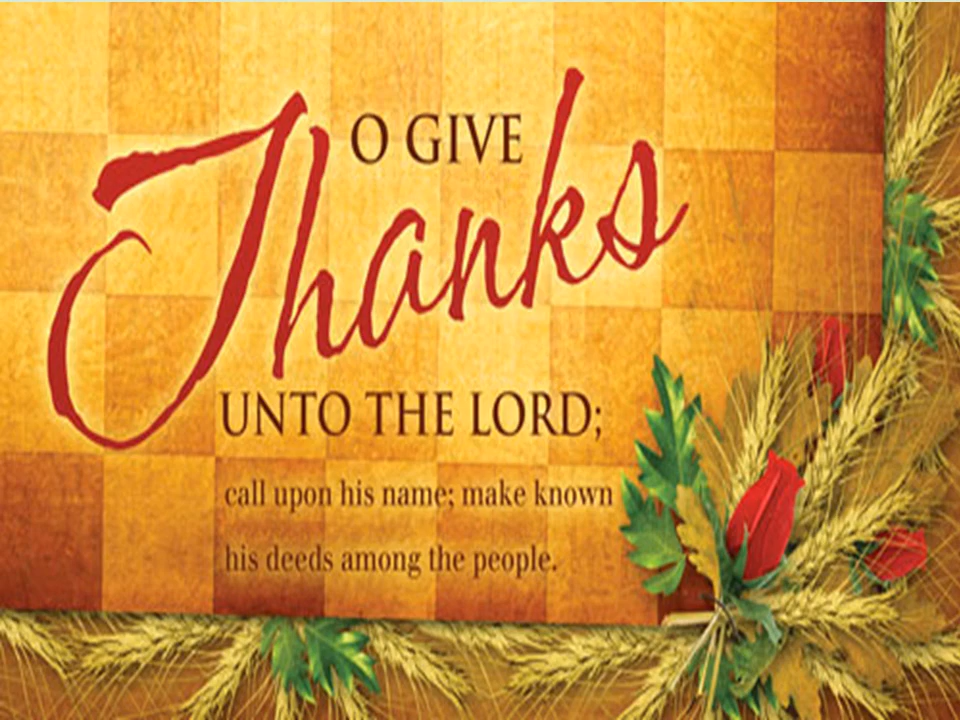 O GIVE
Thanks
UNTO THE LORD;
call upon his name; make known
his deeds among the people.